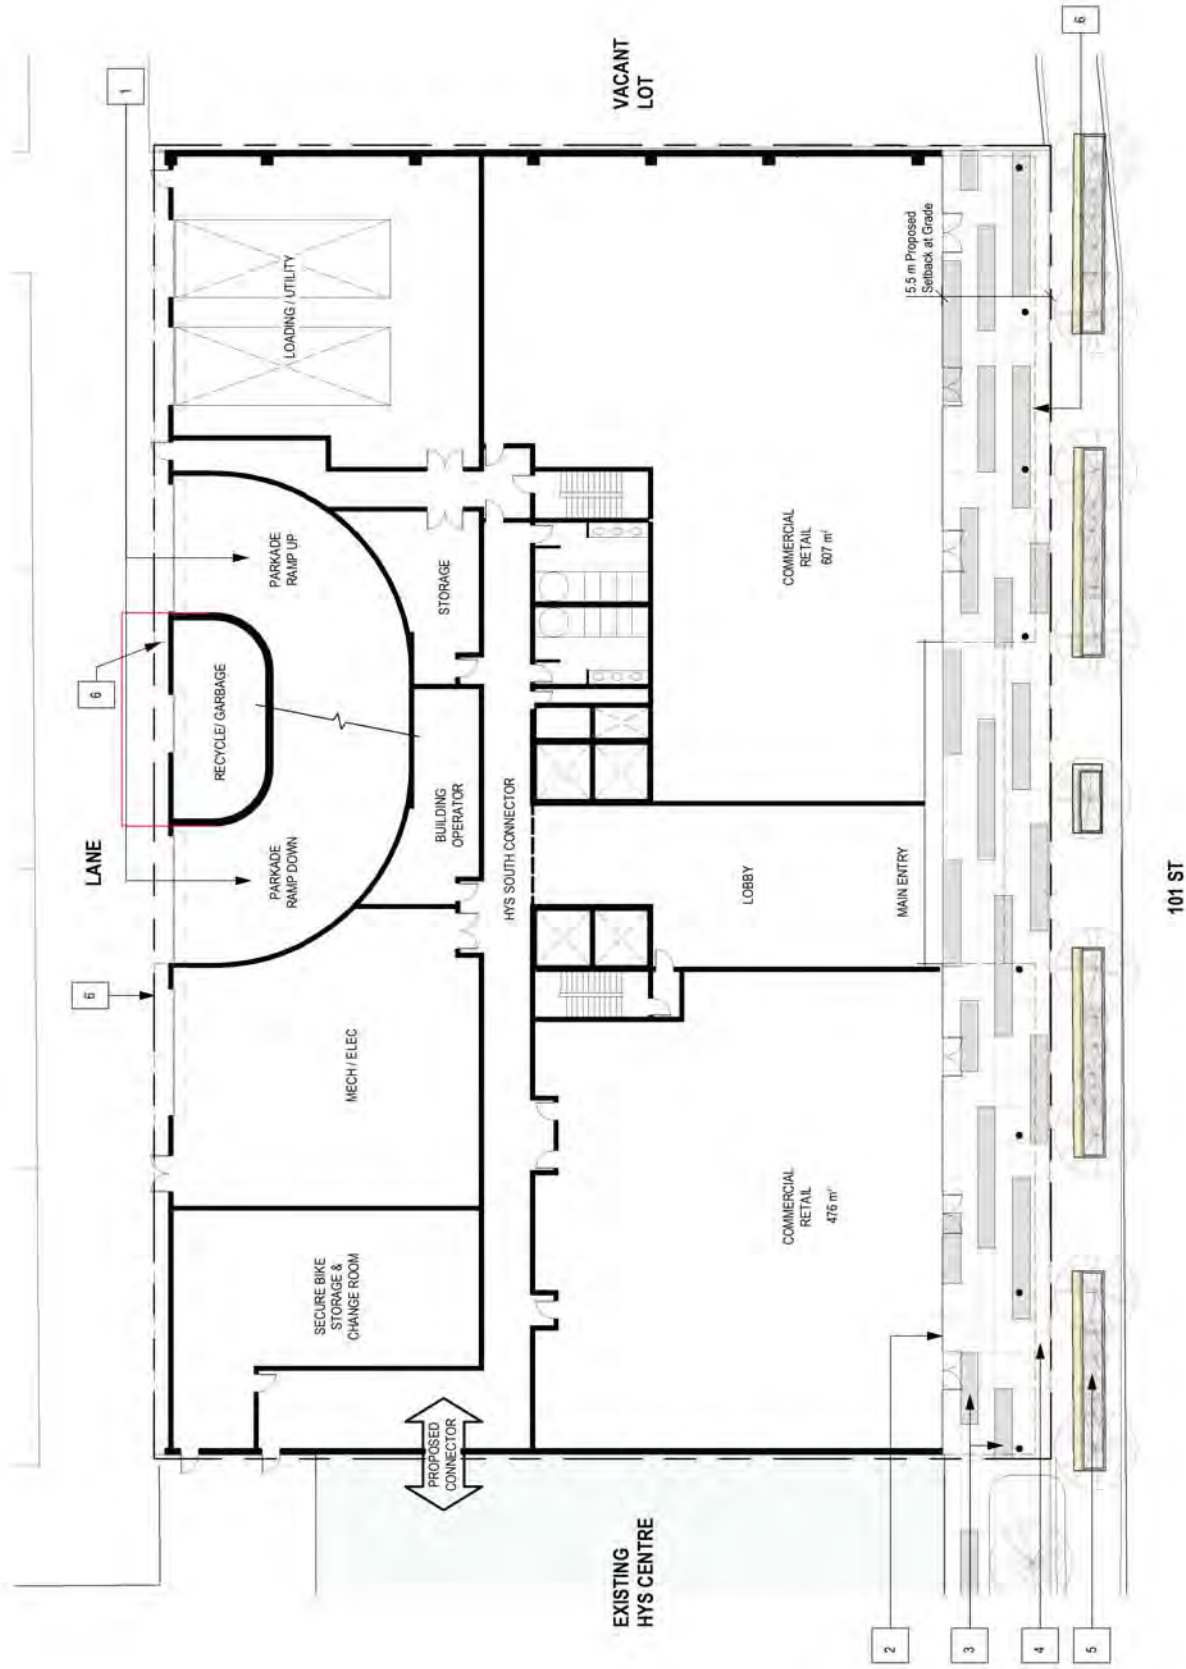 LANE
6
6
1
SECURE BIKE
STORAGE &
CHANGE ROOM
MECH / ELEC
PARKADE
RAMP DOWN
RECYCLE/ GARBAGE
PARKADE
RAMP UP
LOADING / UTILITY
BUILDING
OPERATOR
STORAGE
PROPOSED
CONNECTOR
HYS SOUTH CONNECTOR
EXISTING
HYS CENTRE
VACANT
LOT
COMMERCIAL
RETAIL
476 m²
LOBBY
COMMERCIAL
RETAIL
607 m²
MAIN ENTRY
5.5 m Proposed
Setback at Grade
2
3
4
5
6
101 ST